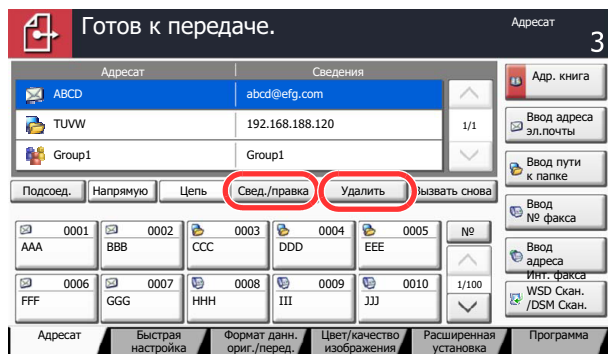 Готов к передаче.
Адресат
3
Адресат Сведения
ABCD abcd@efg.com
TUVW 192.168.188.120 1/1
Group1 Group1
Подсоед. Напрямую Цепь Свед./правка Удалить Вызвать снова
0001 0002 0003 0004 0005 №
AAA BBB CCC DDD EEE
0006 0007 0008 0009 0010 1/100
FFF GGG HHH III JJJ
Адр. книга
Ввод адреса
эл.почты
Ввод пути
к папке
Ввод
№ факса
Ввод
адреса
Инт. факса
WSD Скан.
/DSM Скан.
Адресат
Быстрая
настройка
Формат данн.
ориг./перед.
Цвет/качество
изображения
Расширенная
установка
Программа